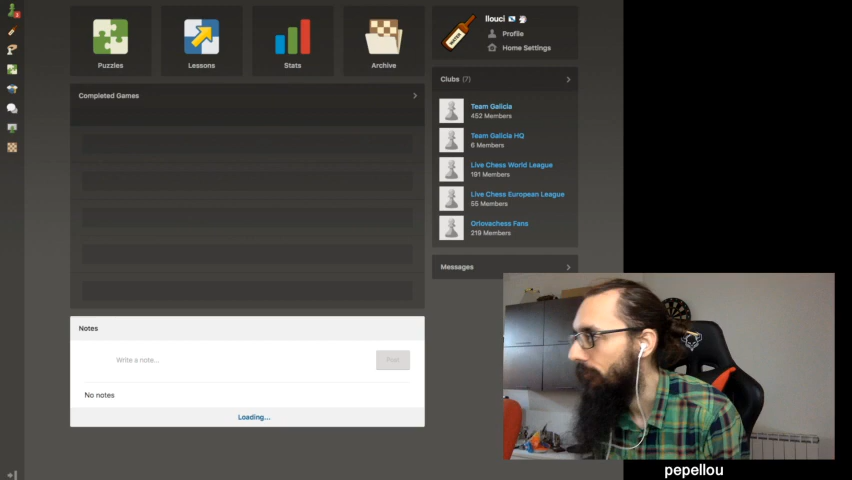 Puzzles
Lessons
Stats
Archive
Completed Games
Notes
Write a note...
Post
No notes
Loading...
llouci
Profile
Home Settings
Clubs (7)
Team Galicia
452 Members
Team Galicia HQ
6 Members
Live Chess World League
191 Members
Live Chess European League
55 Members
Orlovachess Fans
219 Members
Messages
pepellou